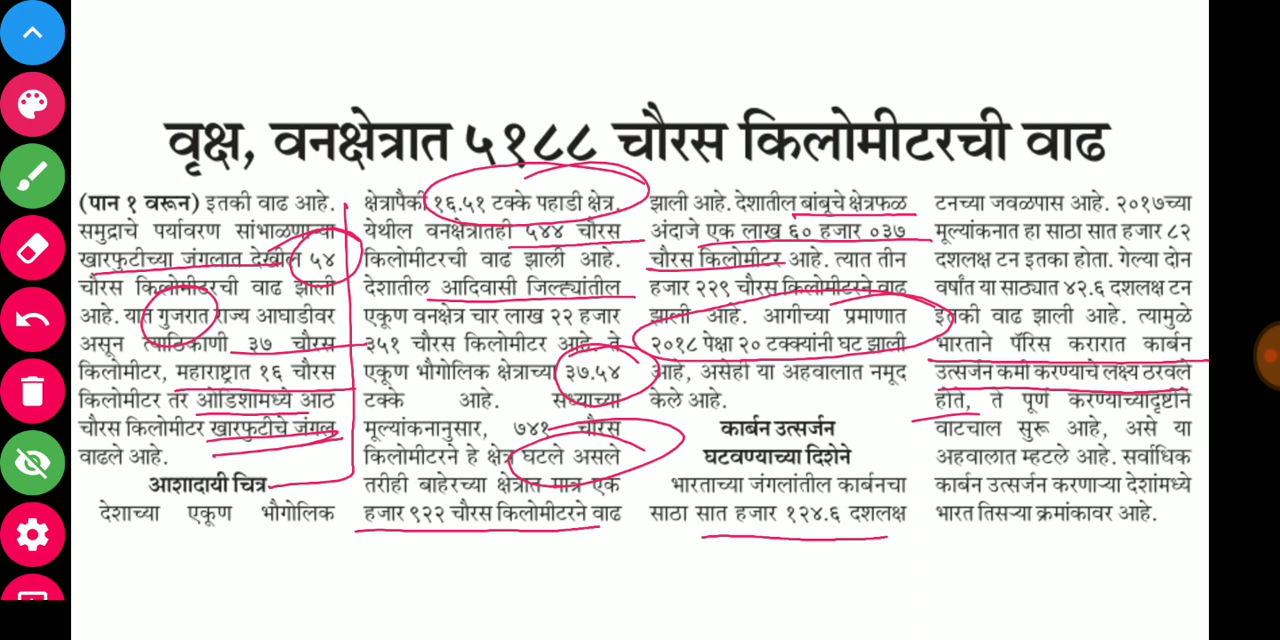 वृक्ष, वनक्षेत्रात ५१८८ चौरस किलोमीटरची वाढ
(पान १ वरून) इतकी वाढ आहे.
समुद्राचे पर्यावरण सांभाळणाऱ्या
खारफुटीच्या जंगलात देखील ५४
चौरस किलोमीटरची वाढ झाली
आहे. यात गुजरात राज्य आघाडीवर
असून त्याठिकाणी ३७ चौरस
किलोमीटर, महाराष्ट्रात १६ चौरस
किलोमीटर तर ओडिशामध्ये आठ
चौरस किलोमीटर खारफुटीचे जंगल
वाढले आहे.
आशादायी चित्र
देशाच्या एकूण भौगोलिक
क्षेत्रापैकी १६.५१ टक्के पहाडी क्षेत्र.
येथील वनक्षेत्रातही ५४४ चौरस
किलोमीटरची वाढ झाली आहे.
देशातील आदिवासी जिल्ह्यांतील
एकूण वनक्षेत्र चार लाख २२ हजार
३५१ चौरस किलोमीटर आहे. ते
एकूण भौगोलिक क्षेत्राच्या ३७.५४
टक्के आहे. सध्याच्या
मूल्यांकनानुसार, ७४१ चौरस
किलोमीटरने हे क्षेत्र घटले असले
तरीही बाहेरच्या क्षेत्रात मात्र एक
हजार ९२२ चौरस किलोमीटरने वाढ
झाली आहे. देशातील बांबूचे क्षेत्रफळ
अंदाजे एक लाख ६० हजार ०३७
चौरस किलोमीटर आहे. त्यात तीन
हजार २२९ चौरस किलोमीटरने वाढ
झाली आहे. आगीच्या प्रमाणात
२०१८ पेक्षा २० टक्क्यांनी घट झाली
आहे, असेही या अहवालात नमूद
केले आहे.
कार्बन उत्सर्जन
घटवण्याच्या दिशेने
भारताच्या जंगलांतील कार्बनचा
साठा सात हजार १२४.६ दशलक्ष
टनच्या जवळपास आहे. २०१७च्या
मूल्यांकनात हा साठा सात हजार ८२
दशलक्ष टन इतका होता. गेल्या दोन
वर्षांत या साठ्यात ४२.६ दशलक्ष टन
इतकी वाढ झाली आहे. त्यामुळे
भारताने पॅरिस करारात कार्बन
उत्सर्जन कमी करण्याचे लक्ष्य ठरवले
होते, ते पूर्ण करण्याच्यादृष्टीने
वाटचाल सुरू आहे, असे या
अहवालात म्हटले आहे. सर्वाधिक
कार्बन उत्सर्जन करणाऱ्या देशांमध्ये
भारत तिसऱ्या क्रमांकावर आहे.